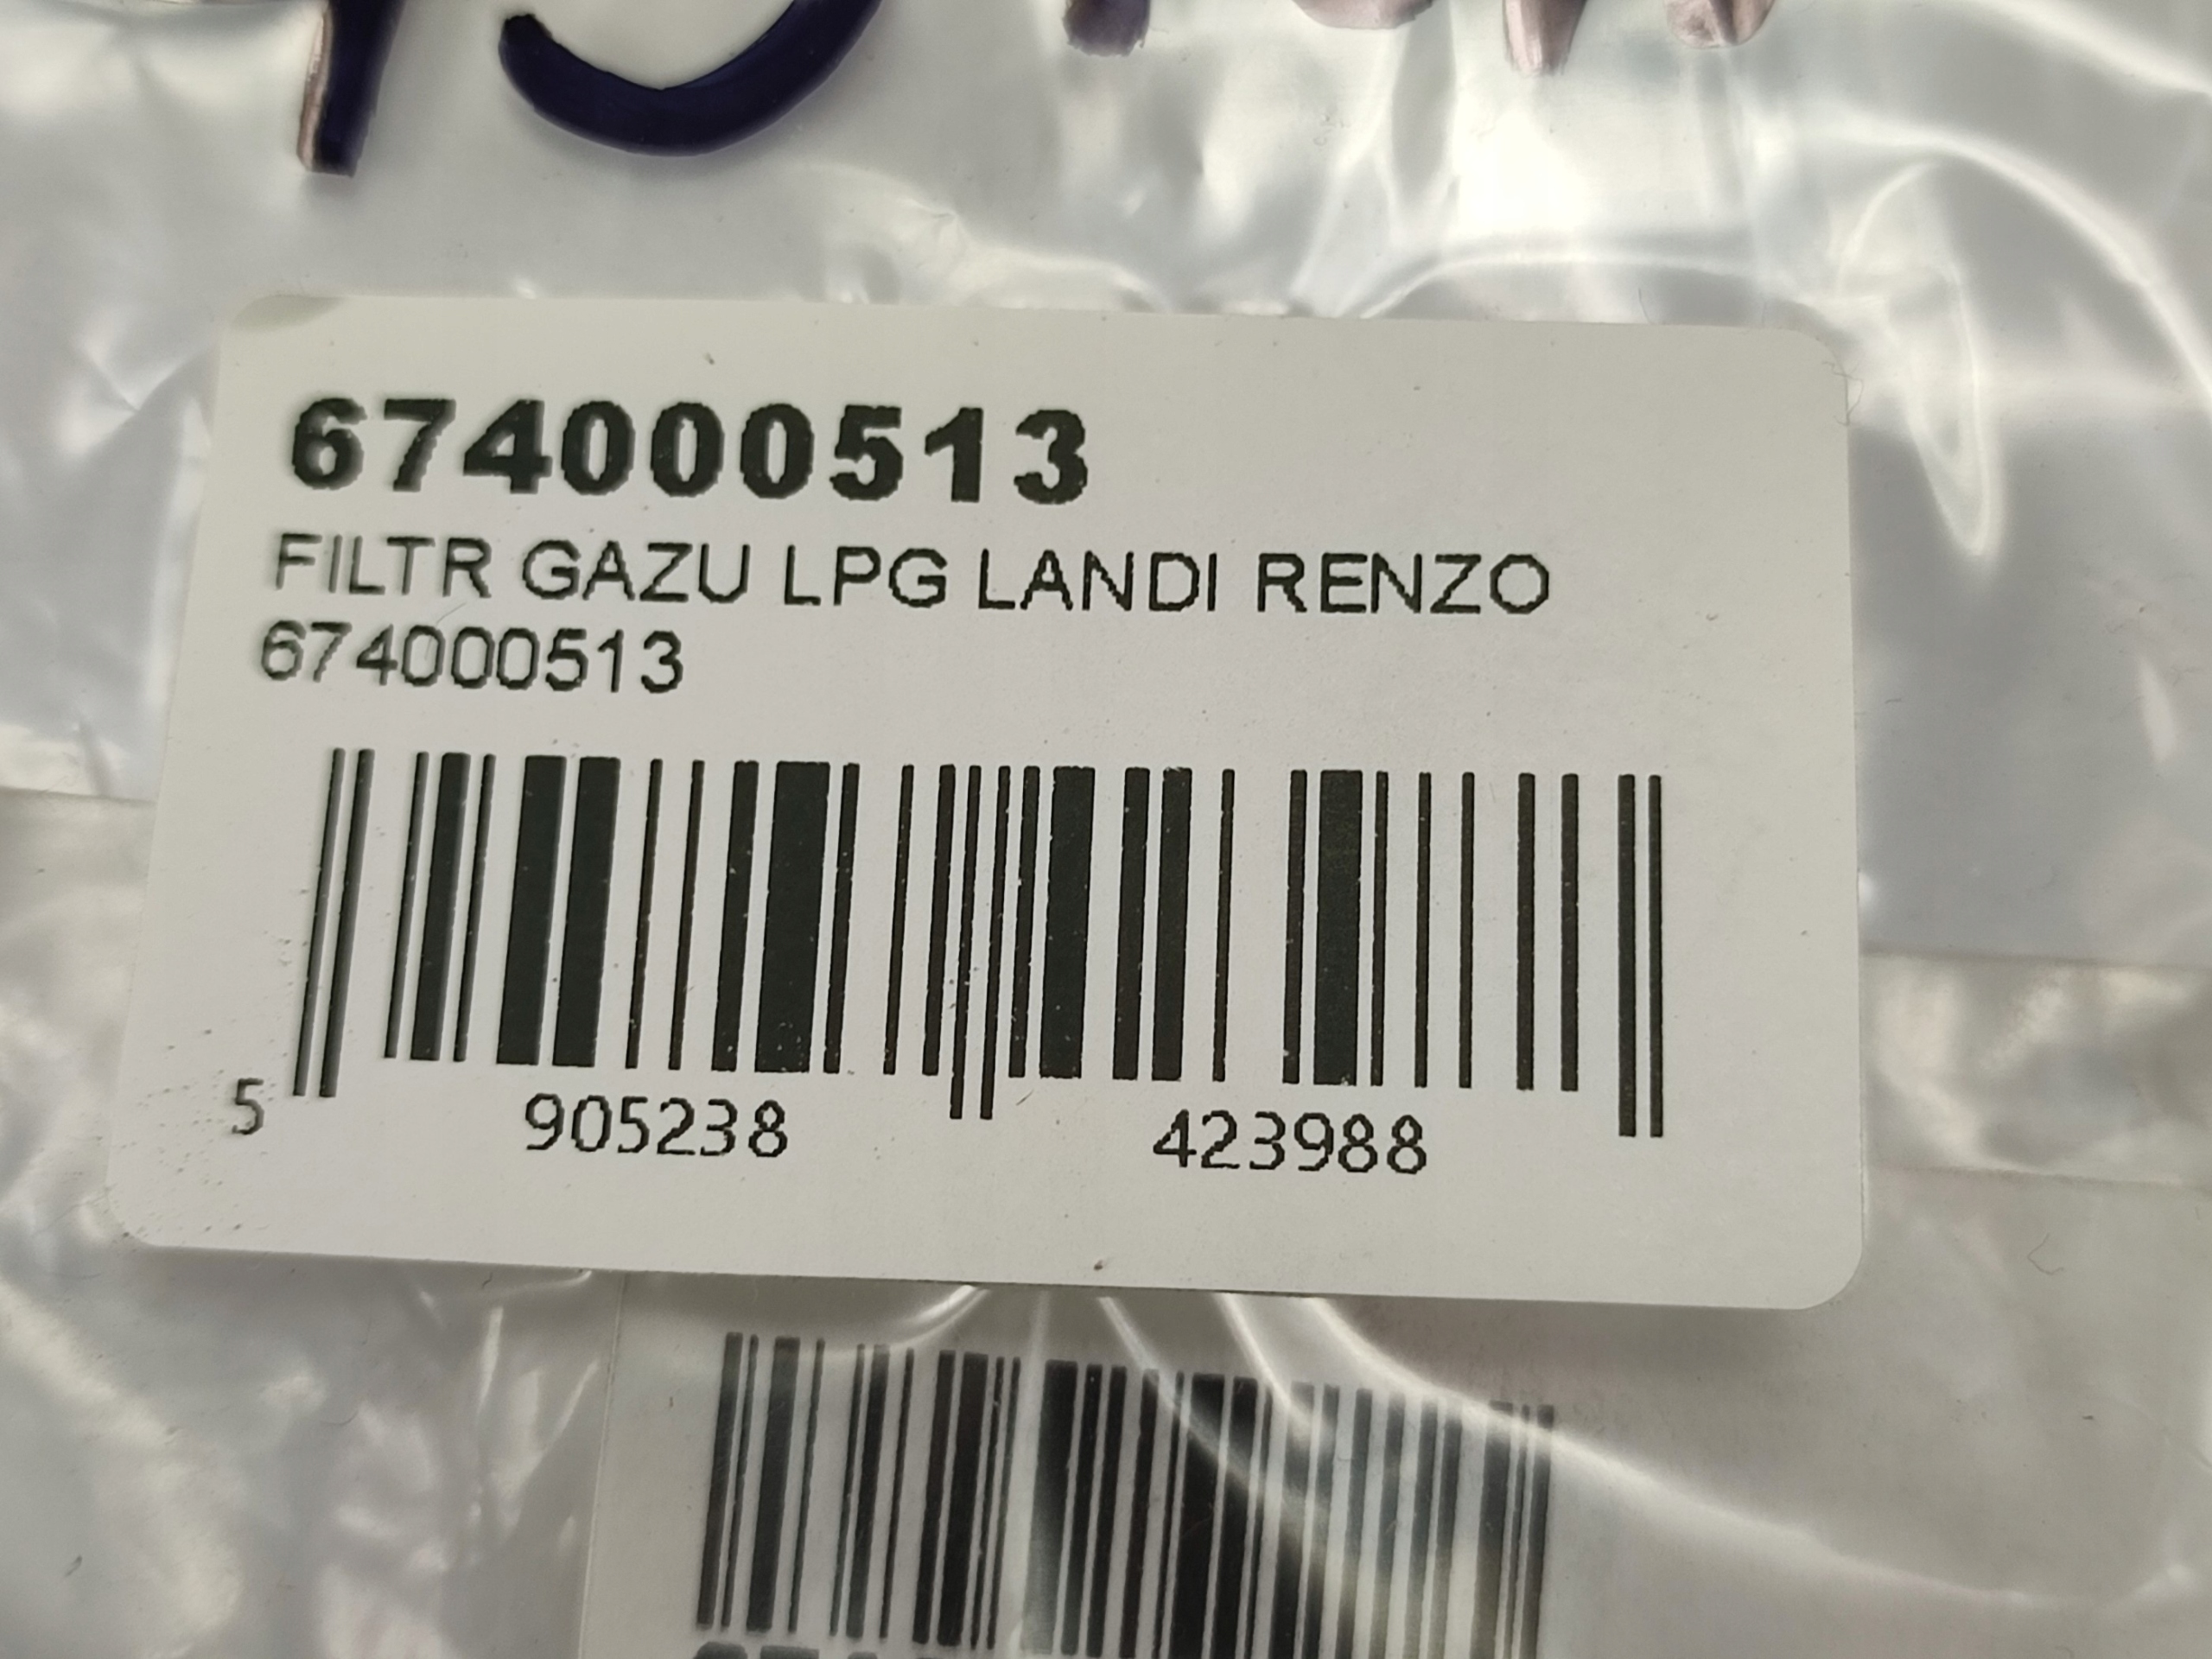 674000513
FILTR GAZU LPG LANDI RENZO
674000513
5 905238 423988